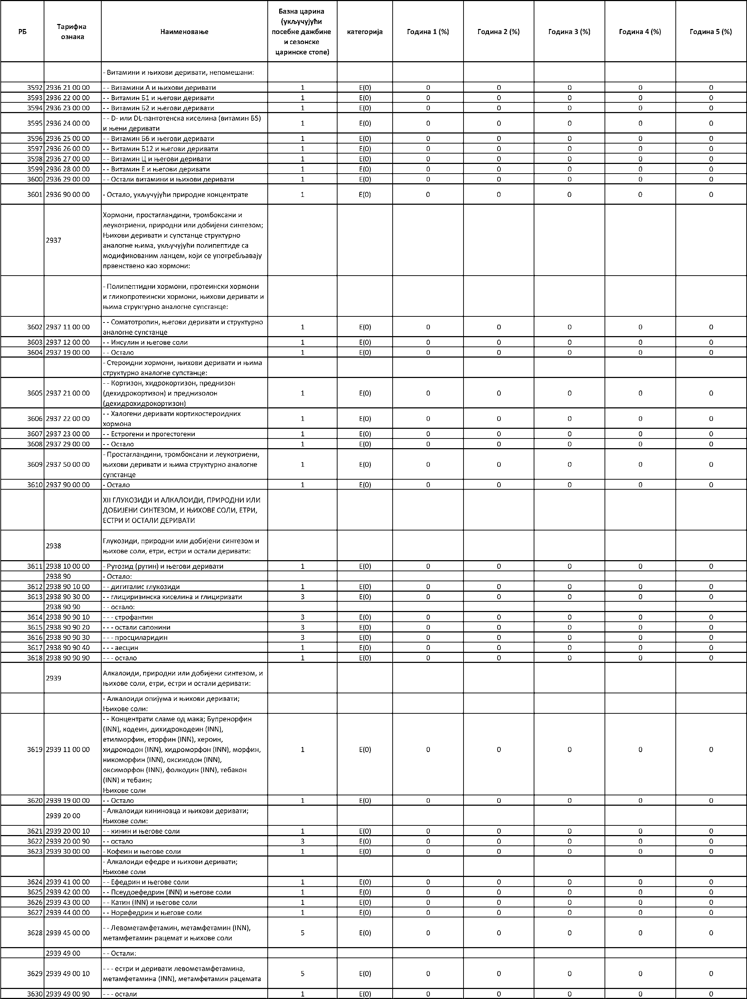 РБ Тарифна ознака Наименовање Базна царина (укључујући посебне дажбине и сезонске царинске стопе) категорија Година 1 (%) Година 2 (%) Година 3 (%) Година 4 (%) Година 5 (%)
- Витамини и њихови деривати, непомешани:
3592 2936 21 00 00 - - Витамини А и њихови деривати 1 Е(0) 0 0 0 0 0
3593 2936 22 00 00 - - Витамин Б1 и његови деривати 1 Е(0) 0 0 0 0 0
3594 2936 23 00 00 - - Витамин Б2 и његови деривати 1 Е(0) 0 0 0 0 0
3595 2936 24 00 00 - - D- или DL-пантотенска киселина (витамин Б5) и њени деривати 1 Е(0) 0 0 0 0 0
3596 2936 25 00 00 - - Витамин Б6 и његови деривати 1 Е(0) 0 0 0 0 0
3597 2936 26 00 00 - - Витамин Б12 и његови деривати 1 Е(0) 0 0 0 0 0
3598 2936 27 00 00 - - Витамин Ц и његови деривати 1 Е(0) 0 0 0 0 0
3599 2936 28 00 00 - - Витамин Е и његови деривати 1 Е(0) 0 0 0 0 0
3600 2936 29 00 00 - - Остали витамини и њихови деривати 1 Е(0) 0 0 0 0 0
3601 2936 90 00 00 - Остало, укључујући природне концентрате 1 Е(0) 0 0 0 0 0
2937 Хормони, простагландини, тромбоксани и
леукотриени, природни или добијени синтезом;
Њихови деривати и супстанце структурно
аналогне њима, укључујући полипептиде са
модификованим ланцем, који се употребљавају
првенствено као хормони:
- Полипептидни хормони, протеински хормони
и гликопротеински хормони, њихови деривати и
њима структурно аналогне супстанце:
3602 2937 11 00 00 - - Соматотропин, његови деривати и структурно аналогне супстанце 1 Е(0) 0 0 0 0 0
3603 2937 12 00 00 - - Инсулин и његове соли 1 Е(0) 0 0 0 0 0
3604 2937 19 00 00 - - Остало 1 Е(0) 0 0 0 0 0
- Стероидни хормони, њихови деривати и њима
структурно аналогне супстанце:
3605 2937 21 00 00 - - Кортизон, хидрокортизон, преднизон (дехидрокортизон) и преднизолон (дехидрохидрокортизон) 1 Е(0) 0 0 0 0 0
3606 2937 22 00 00 - - Халогени деривати кортикостероидних хормона 1 Е(0) 0 0 0 0 0
3607 2937 23 00 00 - - Естрогени и прогестогени 1 Е(0) 0 0 0 0 0
3608 2937 29 00 00 - - Остало 1 Е(0) 0 0 0 0 0
3609 2937 50 00 00 - Простагландини, тромбоксани и леукотриени, њихови деривати и њима структурно аналогне супстанце 1 Е(0) 0 0 0 0 0
3610 2937 90 00 00 - Остало 1 Е(0) 0 0 0 0 0
XII ГЛУКОЗИДИ И АЛКАЛОИДИ, ПРИРОДНИ ИЛИ
ДОБИЈЕНИ СИНТЕЗОМ, И ЊИХОВЕ СОЛИ, ЕТРИ,
ЕСТРИ И ОСТАЛИ ДЕРИВАТИ
2938 Глукозиди, природни или добијени синтезом и
њихове соли, етри, естри и остали деривати:
3611 2938 10 00 00 - Рутозид (рутин) и његови деривати 1 Е(0) 0 0 0 0 0
2938 90 - Остало:
3612 2938 90 10 00 - - дигиталис глукозиди 1 Е(0) 0 0 0 0 0
3613 2938 90 30 00 - - глициризинска киселина и глициризати 3 Е(0) 0 0 0 0 0
2938 90 90 - - остало:
3614 2938 90 90 10 - - - строфантин 3 Е(0) 0 0 0 0 0
3615 2938 90 90 20 - - - остали сапонини 3 Е(0) 0 0 0 0 0
3616 2938 90 90 30 - - - просциларидин 3 Е(0) 0 0 0 0 0
3617 2938 90 90 40 - - - аесцин 1 Е(0) 0 0 0 0 0
3618 2938 90 90 90 - - - остало 1 Е(0) 0 0 0 0 0
2939 Алкалоиди, природни или добијени синтезом, и
њихове соли, етри, естри и остали деривати:
- Алкалоиди опијума и њихови деривати;
Њихове соли:
3619 2939 11 00 00 - - Концентрати сламе од мака; Бупренорфин (INN), кодеин, дихидрокодеин (INN), етилморфин, еторфин (INN), хероин, хидрокодон (INN), хидроморфон (INN), морфин, никоморфин (INN), оксикодон (INN), оксиморфон (INN), фолкодин (INN), тебакон (INN) и тебаин; Њихове соли 1 Е(0) 0 0 0 0 0
3620 2939 19 00 00 - - Остало 1 Е(0) 0 0 0 0 0
2939 20 00 - Алкалоиди кининовца и њихови деривати;
Њихове соли:
3621 2939 20 00 10 - - кинин и његове соли 1 Е(0) 0 0 0 0 0
3622 2939 20 00 90 - - остало 3 Е(0) 0 0 0 0 0
3623 2939 30 00 00 - Кофеин и његове соли 1 Е(0) 0 0 0 0 0
- Алкалоиди ефедре и њихови деривати;
Њихове соли
3624 2939 41 00 00 - - Ефедрин и његове соли 1 Е(0) 0 0 0 0 0
3625 2939 42 00 00 - - Псеудоефедрин (INN) и његове соли 1 Е(0) 0 0 0 0 0
3626 2939 43 00 00 - - Катин (INN) и његове соли 1 Е(0) 0 0 0 0 0
3627 2939 44 00 00 - - Норефедрин и његове соли 1 Е(0) 0 0 0 0 0
3628 2939 45 00 00 - - Левометамфетамин, метамфетамин (INN), метамфетамин рацемат и њихове соли 5 Е(0) 0 0 0 0 0
2939 49 00 - - Остали:
3629 2939 49 00 10 - - - естри и деривати левометамфетамина, метамфетамина (INN), метамфетамин рацемата 5 Е(0) 0 0 0 0 0
3630 2939 49 00 90 - - - остали 1 Е(0) 0 0 0 0 0